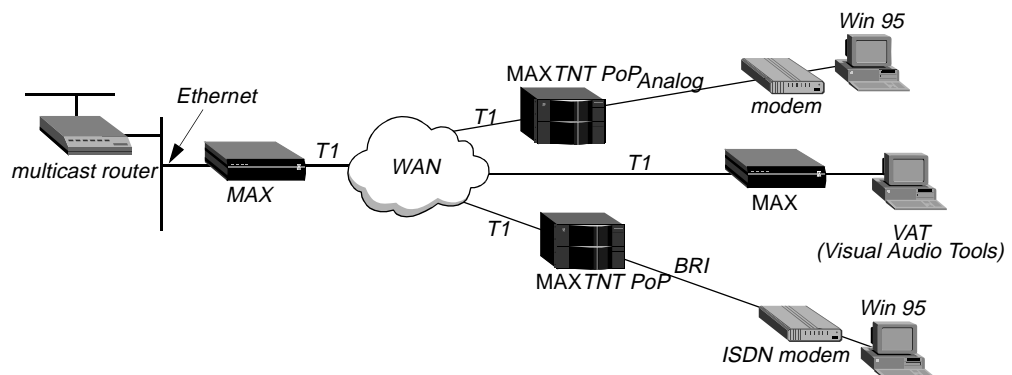 Win 95
MAXTNT PoP
Analog
Ethernet
modem
T1
multicast router
T1
WAN
T1
MAX
MAX
T1
VAT
(Visual Audio Tools)
BRI
MAXTNT PoP
Win 95
ISDN modem